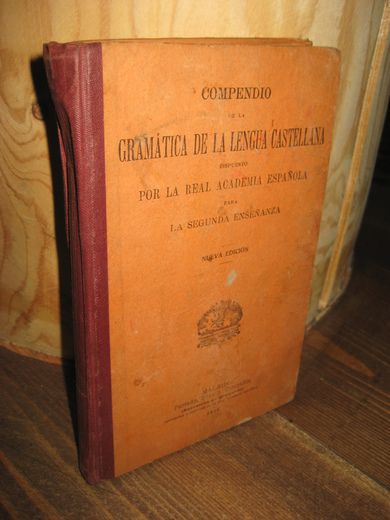 COMPENDIO
DE LA
GRAMÁTICA DE LA LENGUA CASTELLANA
DISPUESTO
POR LA REAL ACADEMIA ESPAÑOLA
PARA
LA SEGUNDA ENSEÑANZA
NUEVA EDICIÓN
MADRID